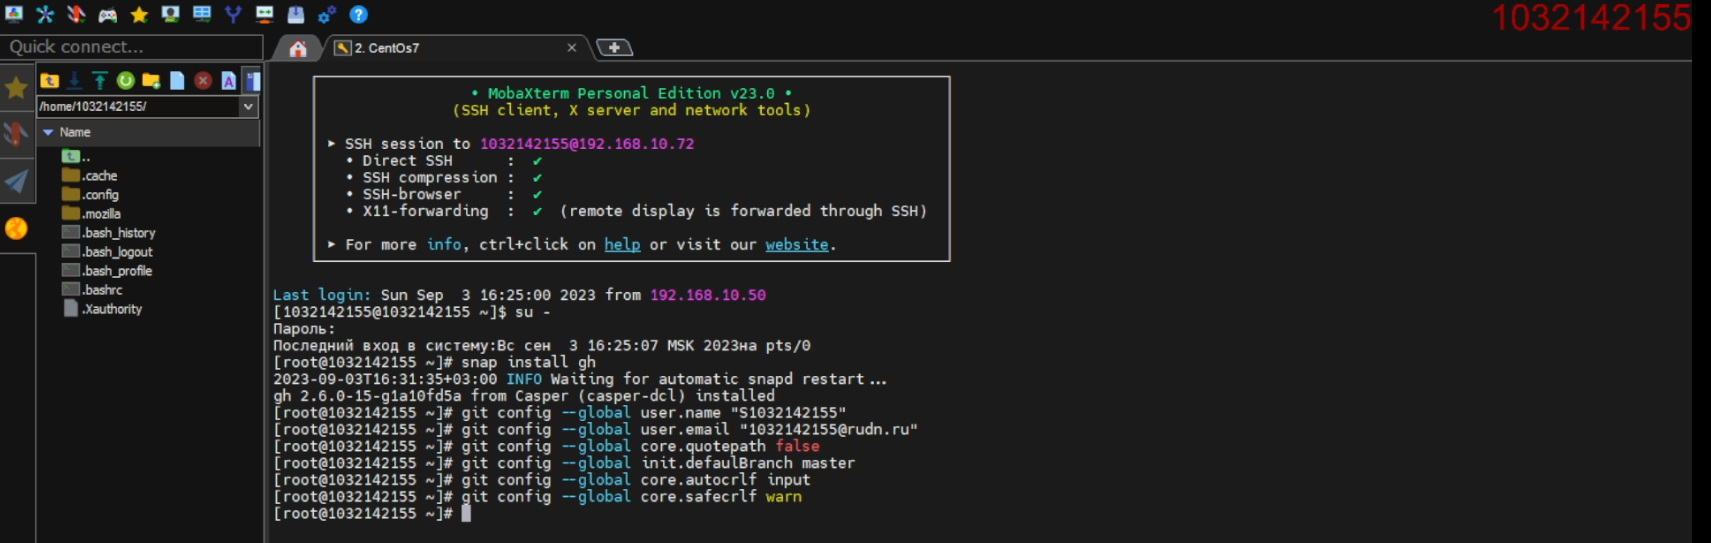 1032142155
Quick connect...
2. CentOs7
/home/1032142155/
Name
..
.cache
.config
.mozilla
.bash_history
.bash_logout
.bash_profile
.bashrc
.Xauthority
• MobaXterm Personal Edition v23.0 •
(SSH client, X server and network tools)
► SSH session to 1032142155@192.168.10.72
• Direct SSH : ✔
• SSH compression : ✔
• SSH-browser : ✔
• X11-forwarding : ✔ (remote display is forwarded through SSH)
► For more info, ctrl+click on help or visit our website.
Last login: Sun Sep  3 16:25:00 2023 from 192.168.10.50
[1032142155@1032142155 ~]$ su -
Пароль:
Последний вход в систему:Вс сен  3 16:25:07 MSK 2023на pts/0
[root@1032142155 ~]# snap install gh
2023-09-03T16:31:35+03:00 INFO Waiting for automatic snapd restart...
gh 2.6.0-15-g1a10fd5a from Casper (casper-dcl) installed
[root@1032142155 ~]# git config --global user.name "S1032142155"
[root@1032142155 ~]# git config --global user.email "1032142155@rudn.ru"
[root@1032142155 ~]# git config --global core.quotepath false
[root@1032142155 ~]# git config --global init.defaulBranch master
[root@1032142155 ~]# git config --global core.autocrlf input
[root@1032142155 ~]# git config --global core.safecrlf warn
[root@1032142155 ~]#